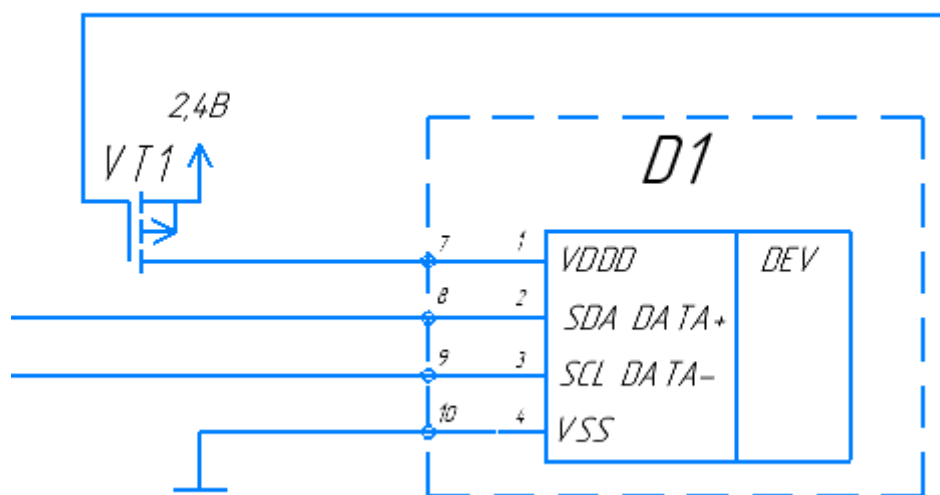 2,4В
VT1
D1
7 1 VDDD DEV
8 2 SDA DATA+
9 3 SCL DATA-
10 4 VSS